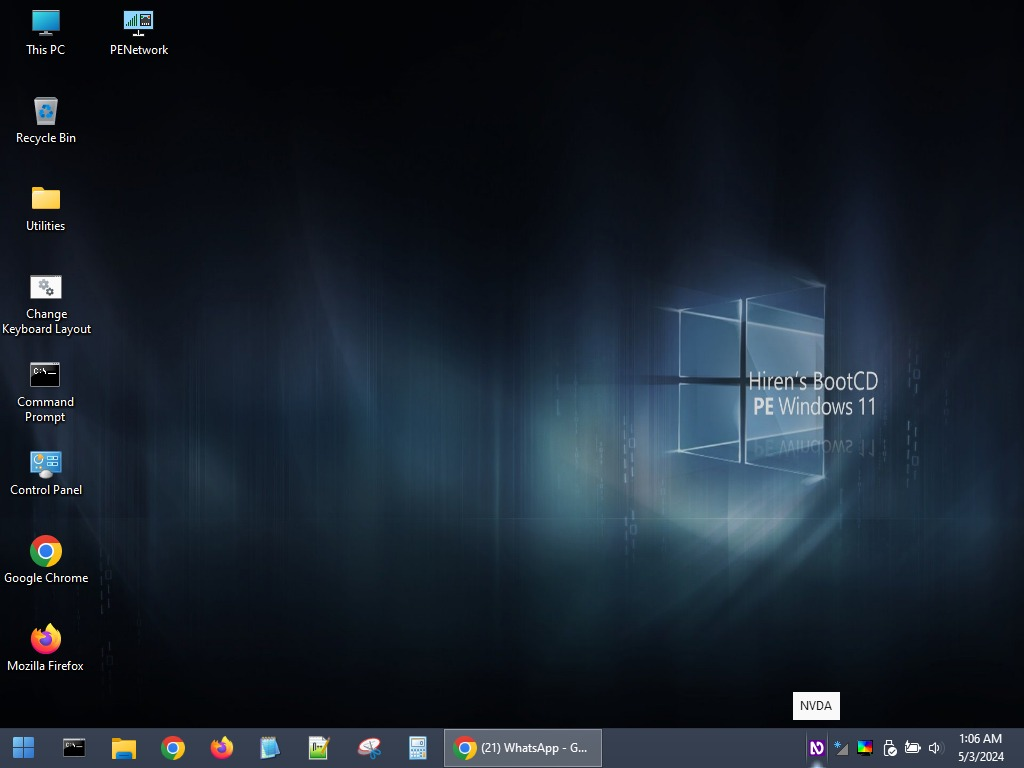 This PC
PENetwork
Recycle Bin
Utilities
Change
Keyboard Layout
Command
Prompt
Control Panel
Google Chrome
Mozilla Firefox
Hiren's BootCD
PE Windows 11
NVDA
(21) WhatsApp - G...
1:06 AM
5/3/2024